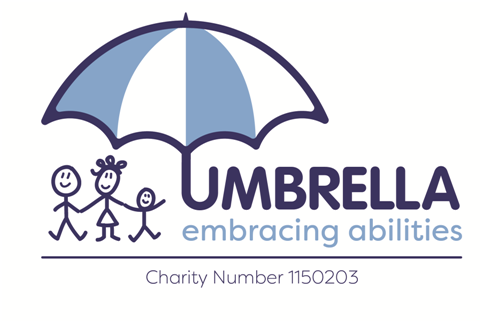 UMBRELLA
embracing abilities
Charity Number 1150203